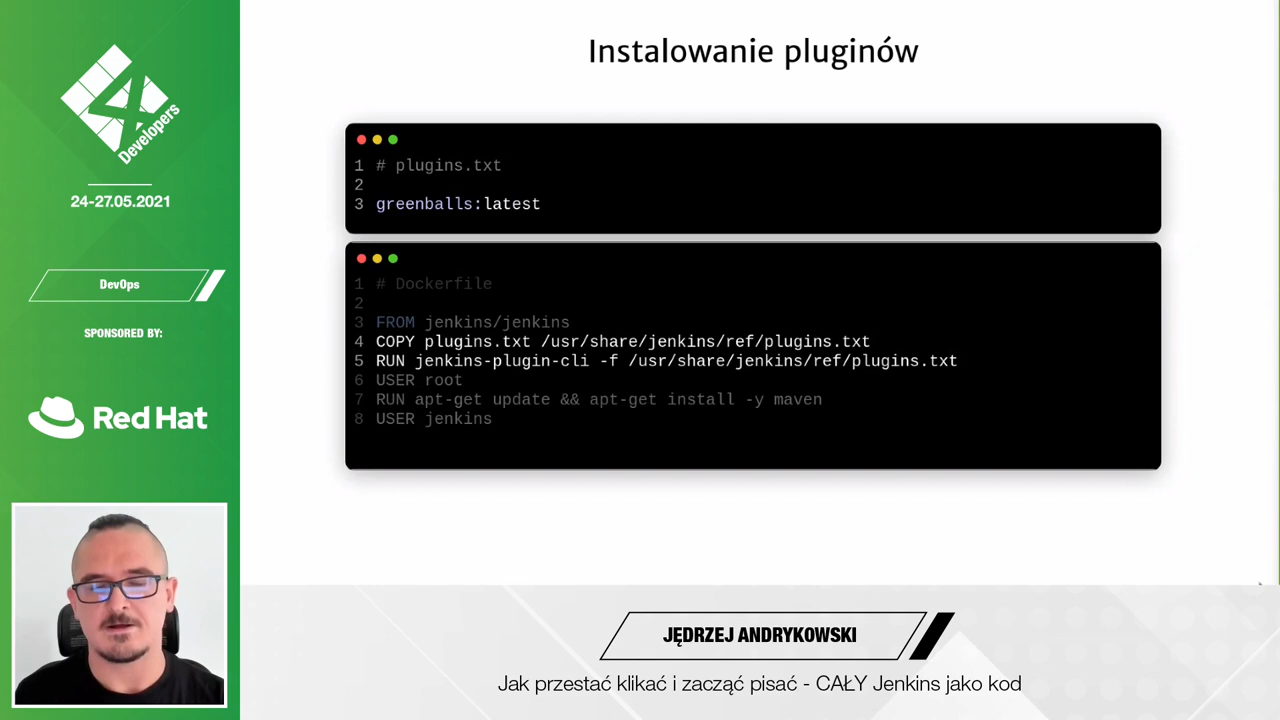 4
Developers
24-27.05.2021
DevOps
SPONSORED BY:
Red Hat
Instalowanie pluginów
1 # plugins.txt
2
3 greenballs:latest
1 # Dockerfile
2
3 FROM jenkins/jenkins
4 COPY plugins.txt /usr/share/jenkins/ref/plugins.txt
5 RUN jenkins-plugin-cli -f /usr/share/jenkins/ref/plugins.txt
6 USER root
7 RUN apt-get update && apt-get install -y maven
8 USER jenkins
JĘDRZEJ ANDRYKOWSKI
Jak przestać klikać i zacząć pisać - CAŁY Jenkins jako kod